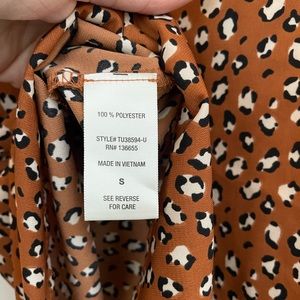 100 % POLYESTER
STYLE# TU38594-U
RN# 136655
MADE IN VIETNAM
S
SEE REVERSE
FOR CARE